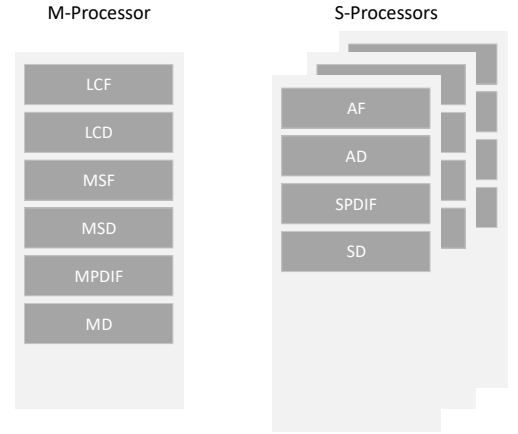 M-Processor
LCF
LCD
MSF
MSD
MPDIF
MD
S-Processors
AF
AD
SPDIF
SD